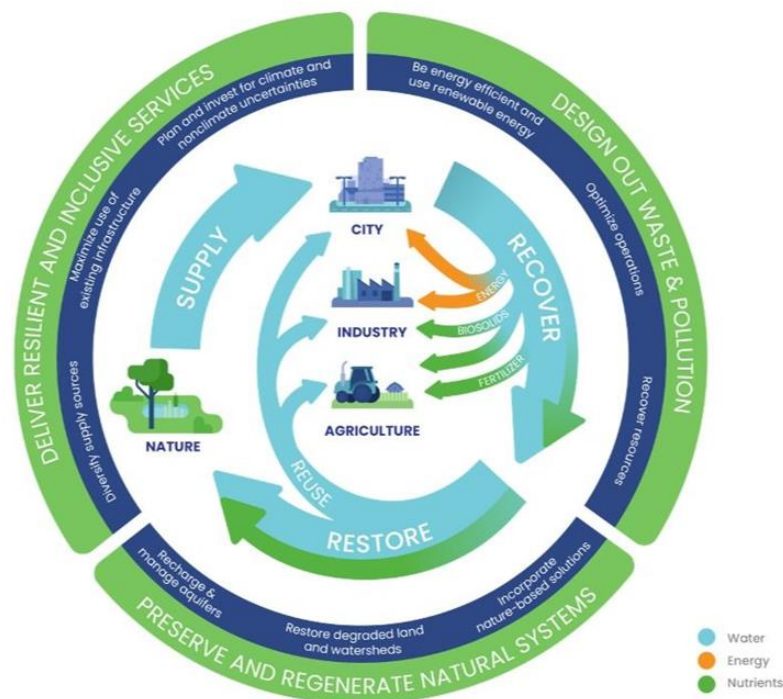 DELIVER RESILIENT AND INCLUSIVE SERVICES
Plan and invest for climate and
nonclimate uncertainties
Maximize use of
existing infrastructure
Diversify supply sources
DESIGN OUT WASTE & POLLUTION
Be energy efficient and
use renewable energy
Optimize operations
Recover resources
PRESERVE AND REGENERATE NATURAL SYSTEMS
Recharge &
manage aquifers
Restore degraded land
and watersheds
Incorporate
nature-based solutions
SUPPLY
CITY
RECOVER
ENERGY
INDUSTRY
BIOSOLIDS
FERTILIZER
AGRICULTURE
NATURE
REUSE
RESTORE
Water
Energy
Nutrients